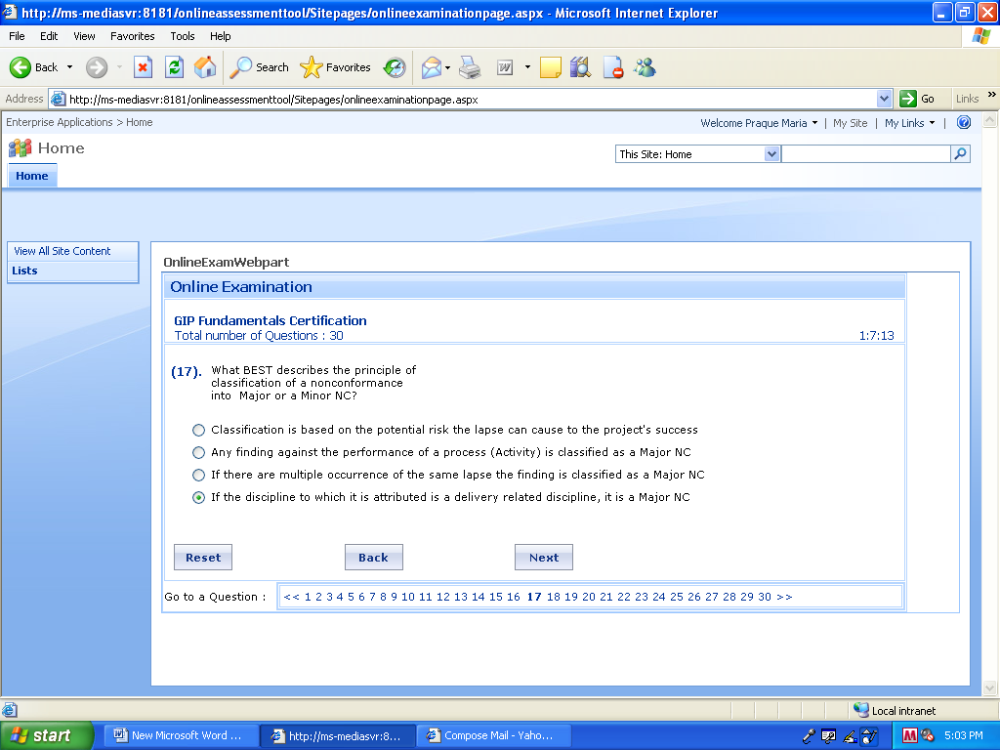 http://ms-mediasvr:8181/onlineassessmenttool/Sitepages/onlineexaminationpage.aspx - Microsoft Internet Explorer
File Edit View Favorites Tools Help
Back Search Favorites
Address http://ms-mediasvr:8181/onlineassessmenttool/Sitepages/onlineexaminationpage.aspx Go Links »
Enterprise Applications > Home Welcome Praque Maria | My Site | My Links |
Home
This Site: Home
Home
View All Site Content
Lists
OnlineExamWebpart
Online Examination
GIP Fundamentals Certification
Total number of Questions : 30 1:7:13
(17). What BEST describes the principle of
classification of a nonconformance
into Major or a Minor NC?
Classification is based on the potential risk the lapse can cause to the project's success
Any finding against the performance of a process (Activity) is classified as a Major NC
If there are multiple occurrence of the same lapse the finding is classified as a Major NC
If the discipline to which it is attributed is a delivery related discipline, it is a Major NC
Reset Back Next
Go to a Question : << 1 2 3 4 5 6 7 8 9 10 11 12 13 14 15 16 17 18 19 20 21 22 23 24 25 26 27 28 29 30 >>
Local intranet
start New Microsoft Word ... http://ms-mediasvr:8... Compose Mail - Yaho... 5:03 PM